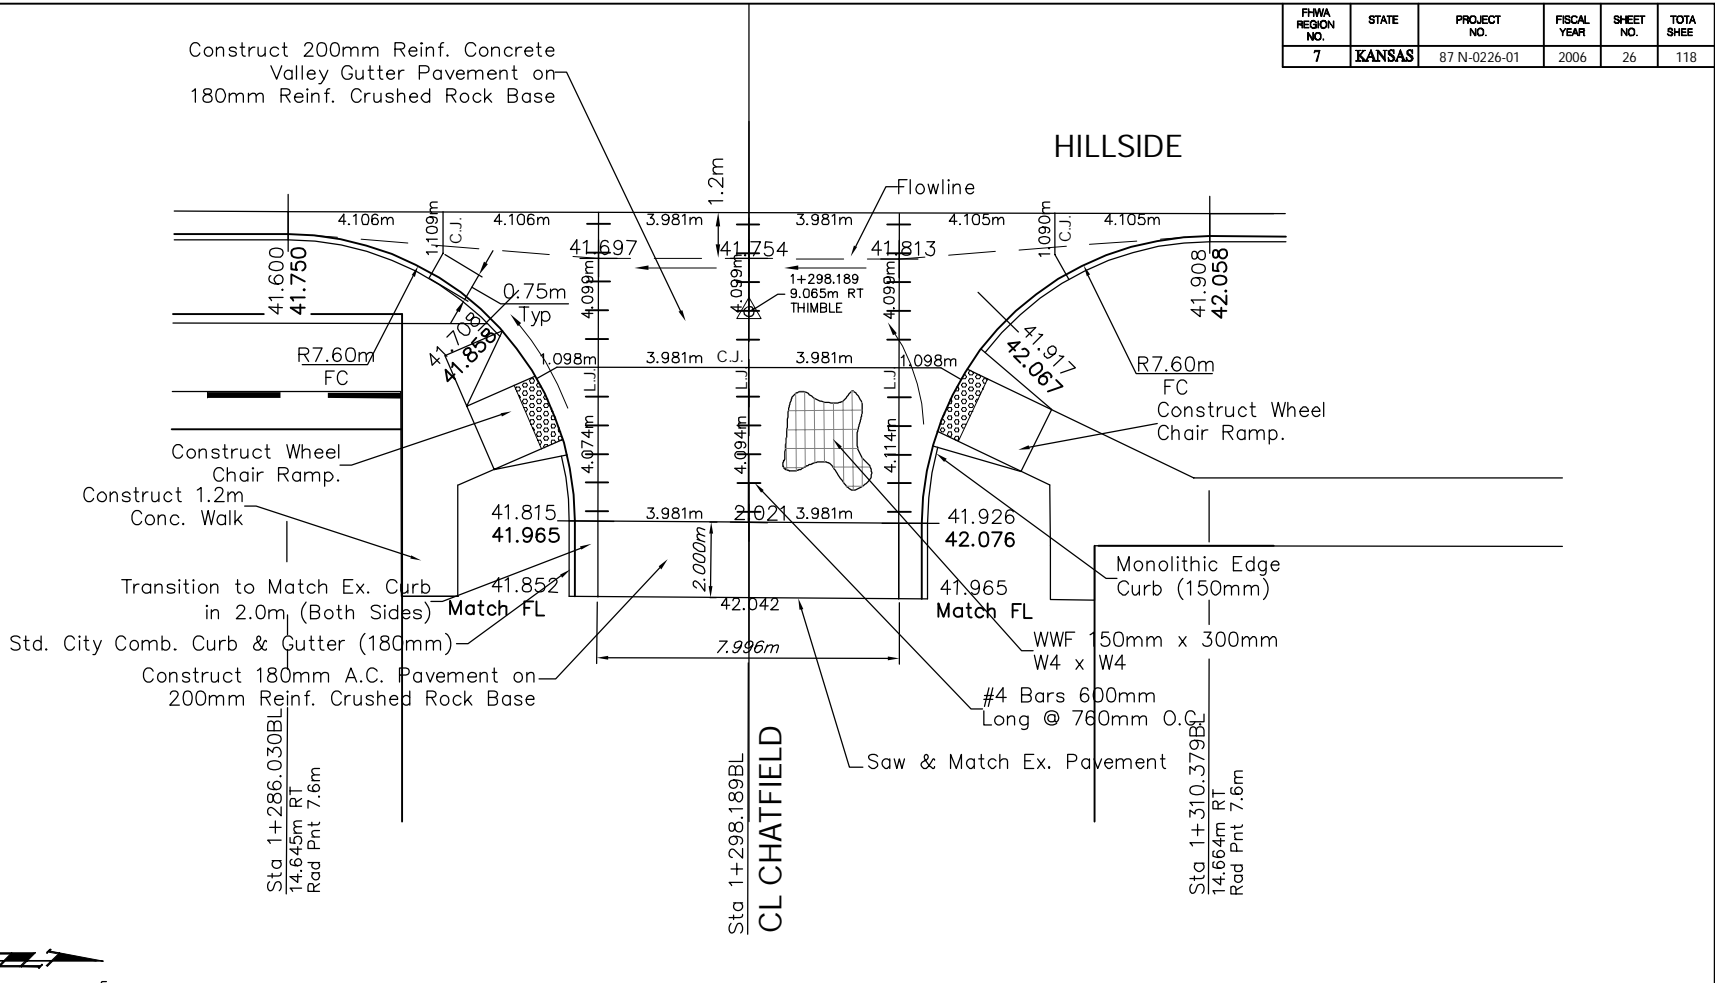 FHWA REGION NO.
STATE
PROJECT NO.
FISCAL YEAR
SHEET NO.
TOTA SHEE
7
KANSAS
87 N-0226-01
2006
26
118
Construct 200mm Reinf. Concrete
Valley Gutter Pavement on
180mm Reinf. Crushed Rock Base
HILLSIDE
1.2m
Flowline
4.106m
1.109m
C.J.
4.106m
3.981m
3.981m
4.105m
1.090m
C.J.
4.105m
41.697
41.754
41.813
41.600
41.750
4.099m
4.099m
4.099m
1+298.189
9.065m RT
THIMBLE
41.908
42.058
0.75m
Typ
41.708
41.858
41.917
42.067
R7.60m
FC
1.098m
3.981m
C.J.
3.981m
1.098m
R7.60m
FC
L.J.
L.J.
L.J.
Construct Wheel
Chair Ramp.
Construct Wheel
Chair Ramp.
4.074m
4.094m
4.114m
Construct 1.2m
Conc. Walk
41.815
41.965
3.981m
2.021
3.981m
41.926
42.076
2.000m
Monolithic Edge
Curb (150mm)
Transition to Match Ex. Curb
in 2.0m (Both Sides)
41.852
Match FL
42.042
41.965
Match FL
Std. City Comb. Curb & Gutter (180mm)
7.996m
WWF 150mm x 300mm
W4 x W4
Construct 180mm A.C. Pavement on
200mm Reinf. Crushed Rock Base
#4 Bars 600mm
Long @ 760mm O.C.
Saw & Match Ex. Pavement
Sta 1+286.030BL
14.645m RT
Rad Pnt 7.6m
Sta 1+298.189BL
CL CHATFIELD
Sta 1+310.379BL
14.664m RT
Rad Pnt 7.6m